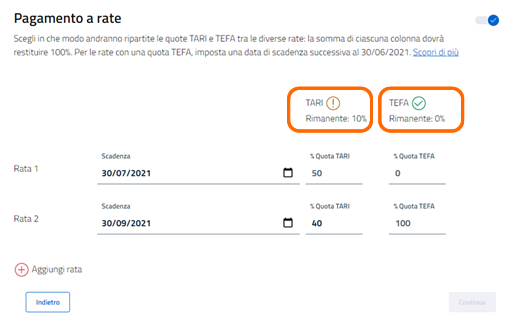 Pagamento a rate
Scegli in che modo andranno ripartite le quote TARI e TEFA tra le diverse rate: la somma di ciascuna colonna dovrà
restituire 100%. Per le rate con una quota TEFA, imposta una data di scadenza successiva al 30/06/2021. Scopri di più
TARI TEFA
Rimanente: 10% Rimanente: 0%
Scadenza % Quota TARI % Quota TEFA
Rata 1 30/07/2021 50 0
Scadenza % Quota TARI % Quota TEFA
Rata 2 30/09/2021 40 100
Aggiungi rata
Indietro Continua